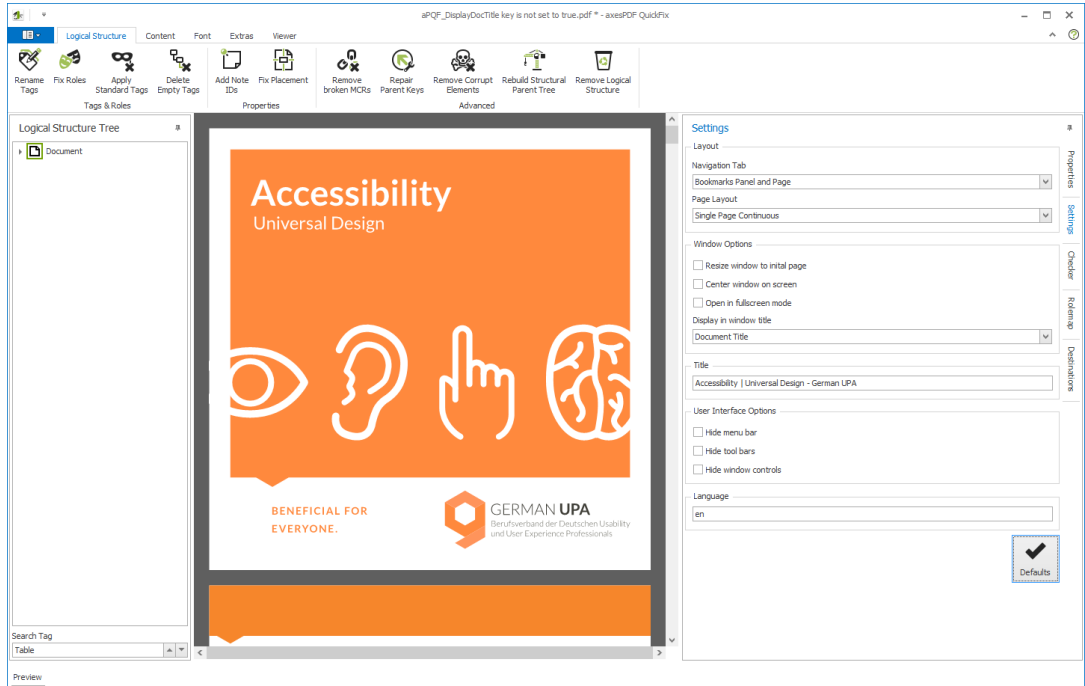 aPQF_DisplayDocTitle key is not set to true.pdf * - axesPDF QuickFix
Logical Structure
Content
Font
Extras
Viewer
Rename Tags
Fix Roles
Apply Standard Tags
Delete Empty Tags
Add Note IDs
Fix Placement
Remove broken MCRs
Repair Parent Keys
Remove Corrupt Elements
Rebuild Structural Parent Tree
Remove Logical Structure
Tags & Roles
Properties
Advanced
Logical Structure Tree
Document
Search Tag
Table
Preview
Accessibility
Universal Design
BENEFICIAL FOR
EVERYONE.
GERMAN UPA
Berufsverband der Deutschen Usability
und User Experience Professionals
Settings
Layout
Navigation Tab
Bookmarks Panel and Page
Page Layout
Single Page Continuous
Window Options
Resize window to inital page
Center window on screen
Open in fullscreen mode
Display in window title
Document Title
Title
Accessibility | Universal Design - German UPA
User Interface Options
Hide menu bar
Hide tool bars
Hide window controls
Language
en
Defaults
Properties
Settings
Checker
Rolemap
Destinations